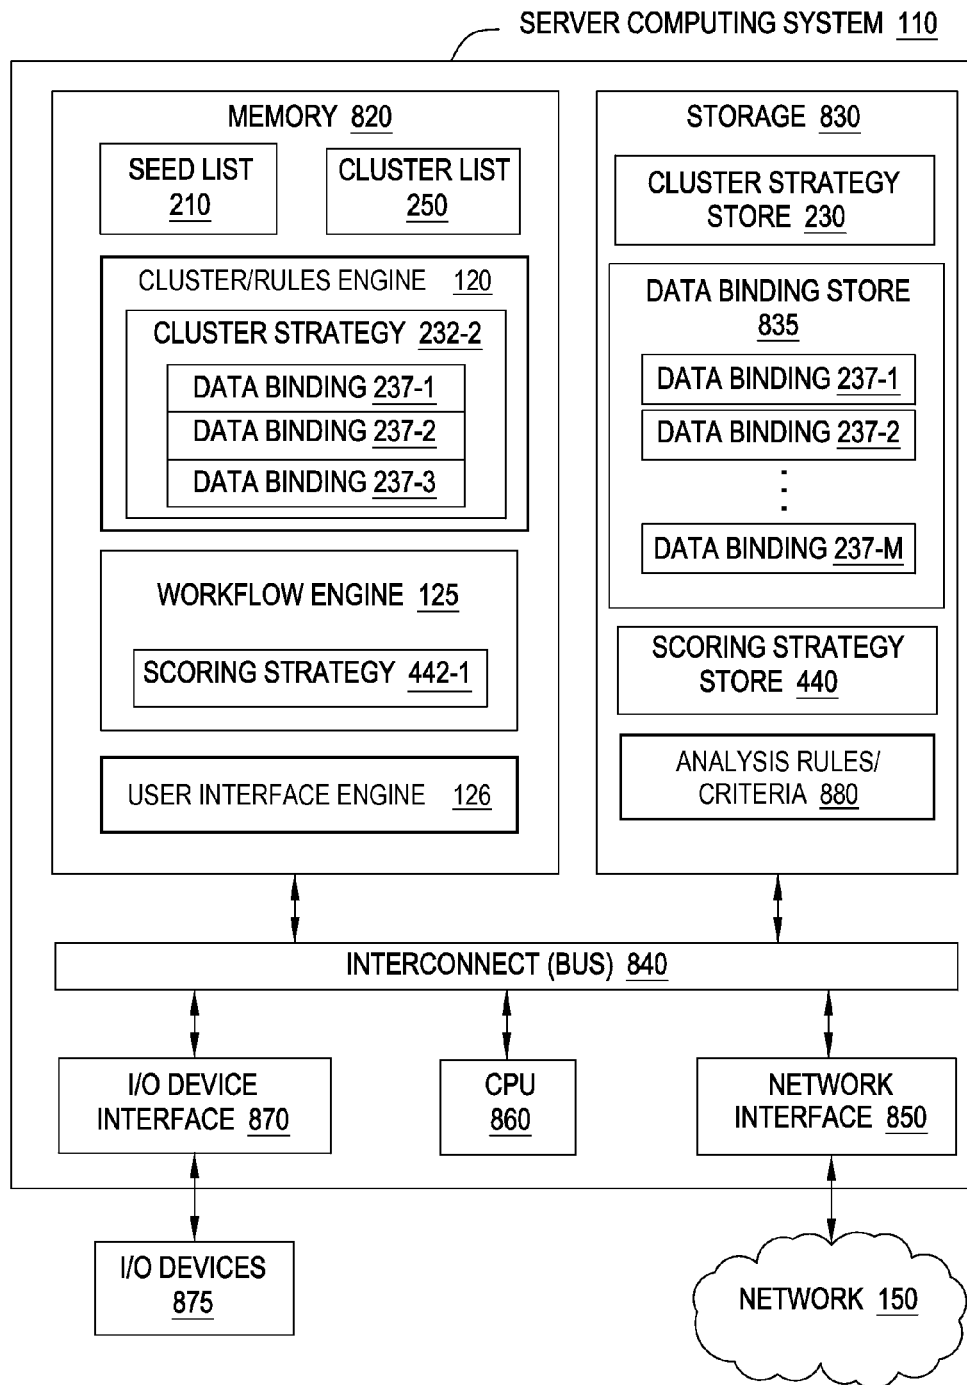 SERVER COMPUTING SYSTEM 110
MEMORY 820
SEED LIST
210
CLUSTER LIST
250
CLUSTER/RULES ENGINE 120
CLUSTER STRATEGY 232-2
DATA BINDING 237-1
DATA BINDING 237-2
DATA BINDING 237-3
WORKFLOW ENGINE 125
SCORING STRATEGY 442-1
USER INTERFACE ENGINE 126
STORAGE 830
CLUSTER STRATEGY
STORE 230
DATA BINDING STORE
835
DATA BINDING 237-1
DATA BINDING 237-2
DATA BINDING 237-M
SCORING STRATEGY
STORE 440
ANALYSIS RULES/
CRITERIA 880
INTERCONNECT (BUS) 840
I/O DEVICE
INTERFACE 870
CPU
860
NETWORK
INTERFACE 850
I/O DEVICES
875
NETWORK 150